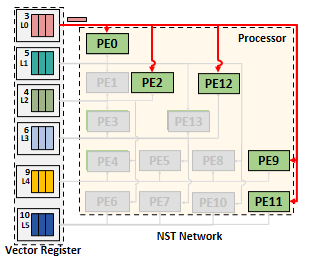 3
L0
Processor
PE0
5
L1
PE1
PE2
PE12
4
L2
PE3
PE13
6
L3
PE4
PE5
PE8
PE9
9
L4
PE6
PE7
PE10
PE11
10
L5
Vector Register
NST Network